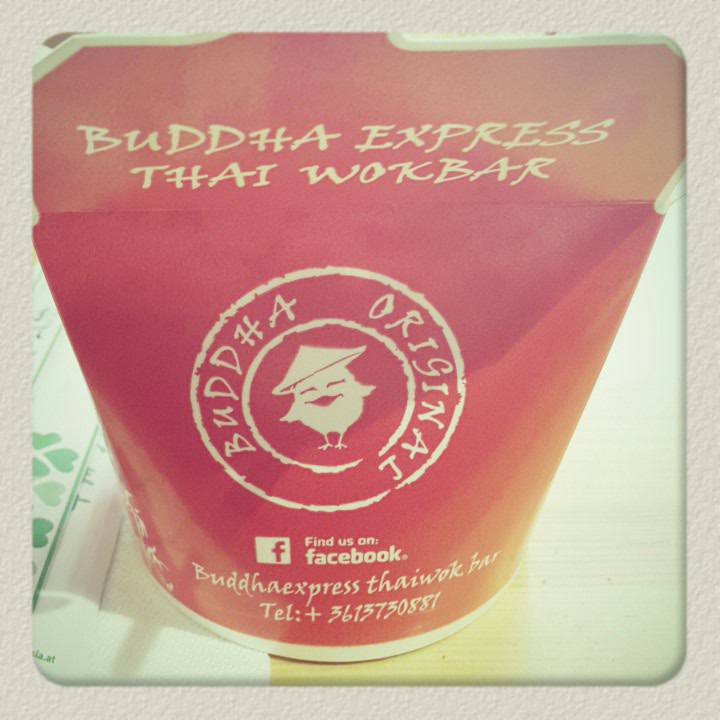 BUDDHA EXPRESS
THAI WOKBAR
BUDDHA ORIGINAL
f Find us on:
facebook®
Buddhaexpress thaiwok bar
Tel:+ 3613730881